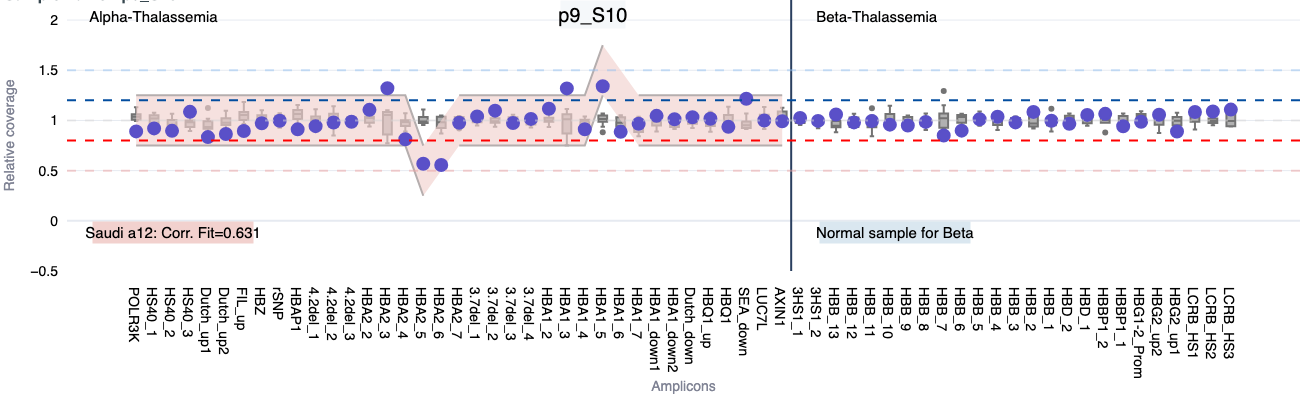 p9_S10
Alpha-Thalassemia
Beta-Thalassemia
2
1.5
1
0.5
0
−0.5
Relative coverage
Saudi a12: Corr. Fit=0.631
Normal sample for Beta
POLR3K
HS40_1
HS40_2
HS40_3
Dutch_up1
Dutch_up2
FIL_up
HBZ
rSNP
HBAP1
4.2del_1
4.2del_2
4.2del_3
HBA2_2
HBA2_3
HBA2_4
HBA2_5
HBA2_6
HBA2_7
3.7del_1
3.7del_2
3.7del_3
3.7del_4
HBA1_2
HBA1_3
HBA1_4
HBA1_5
HBA1_6
HBA1_7
HBA1_down1
HBA1_down2
Dutch_down
HBQ1_up
HBQ1
SEA_down
LUC7L
AXIN1
3HS1_1
3HS1_2
HBB_13
HBB_12
HBB_11
HBB_10
HBB_9
HBB_8
HBB_7
HBB_6
HBB_5
HBB_4
HBB_3
HBB_2
HBB_1
HBD_2
HBD_1
HBBP1_2
HBBP1_1
HBG1-2_Prom
HBG2_up2
HBG2_up1
LCRB_HS1
LCRB_HS2
LCRB_HS3
Amplicons